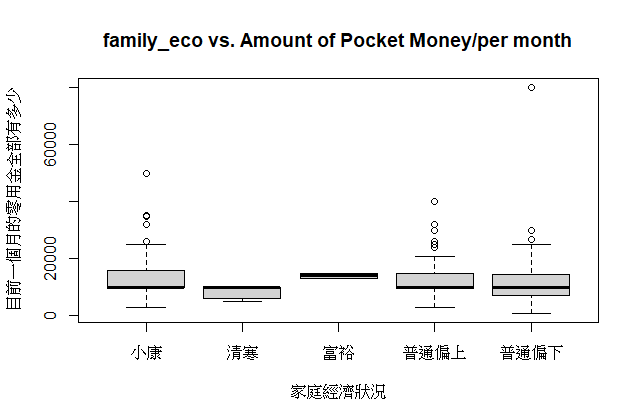 family_eco vs. Amount of Pocket Money/per month
目前一個月的零用金全部有多少
60000
20000
0
小康
清寒
富裕
普通偏上
普通偏下
家庭經濟狀況